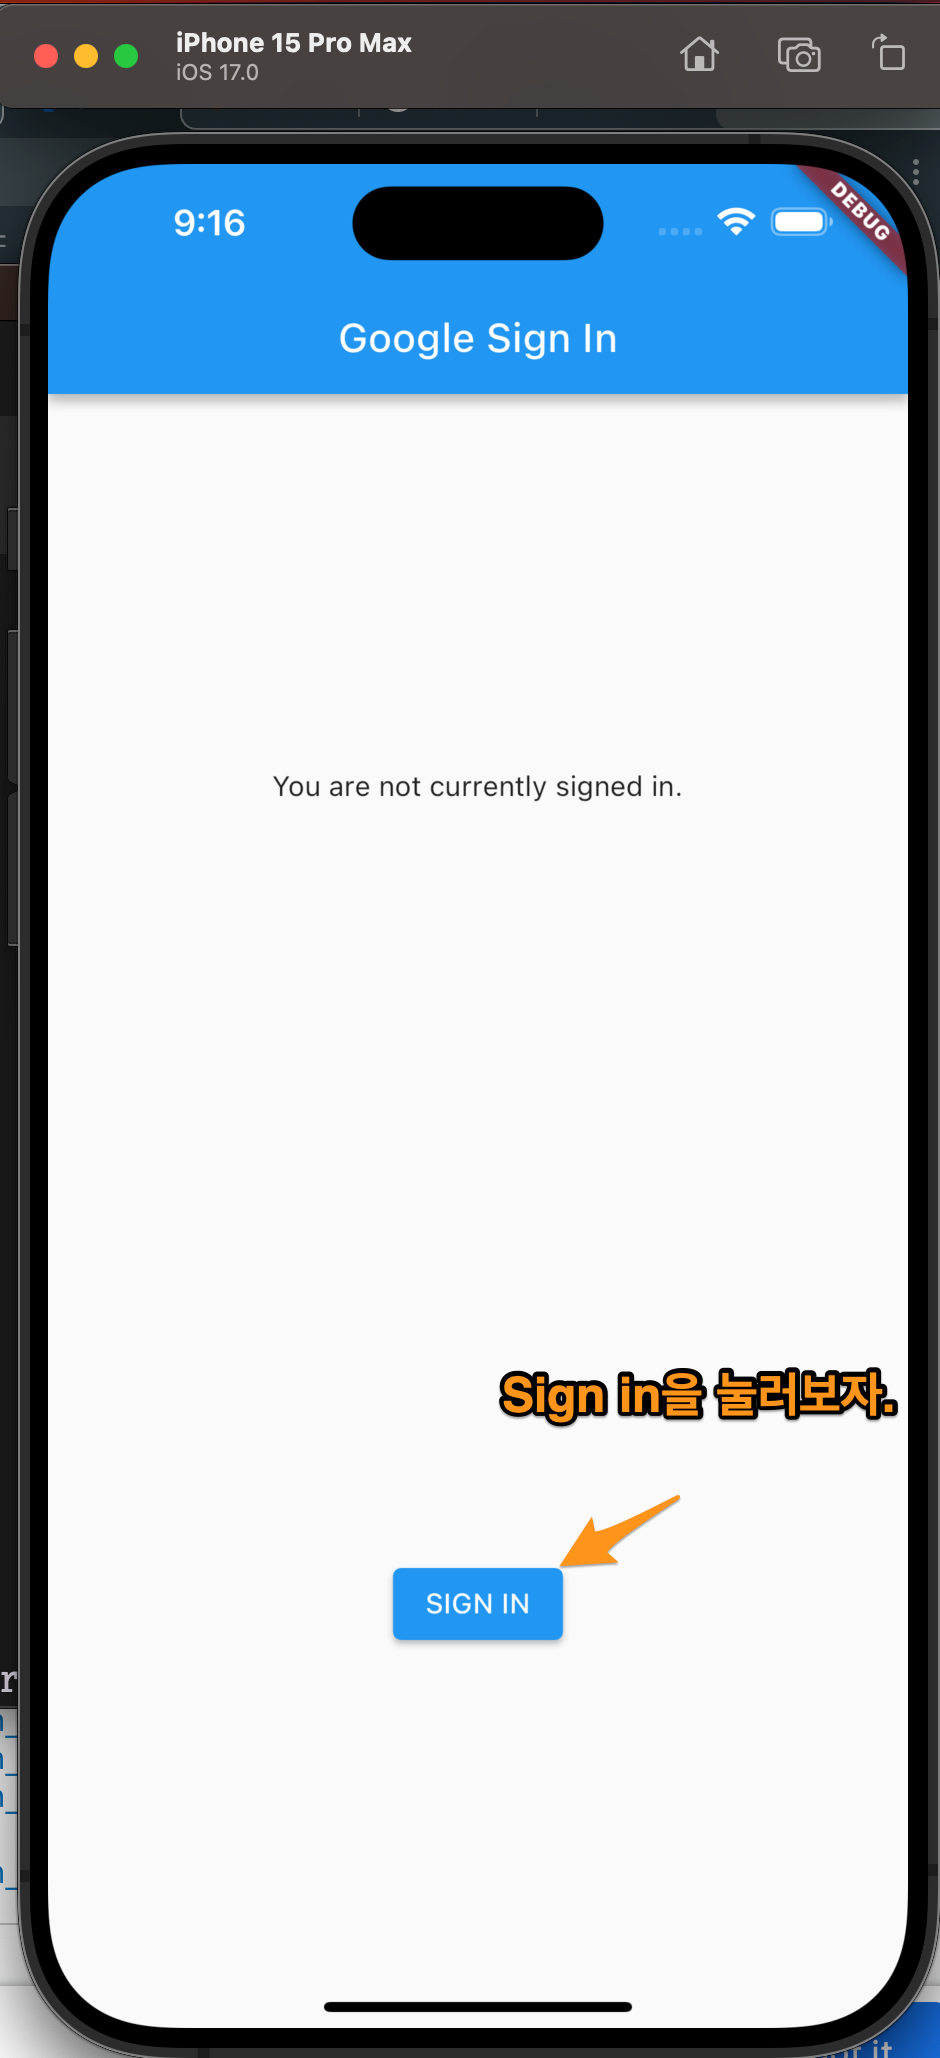 iPhone 15 Pro Max
iOS 17.0
9:16
DEBUG
Google Sign In
You are not currently signed in.
Sign in을 눌러보자.
SIGN IN
it